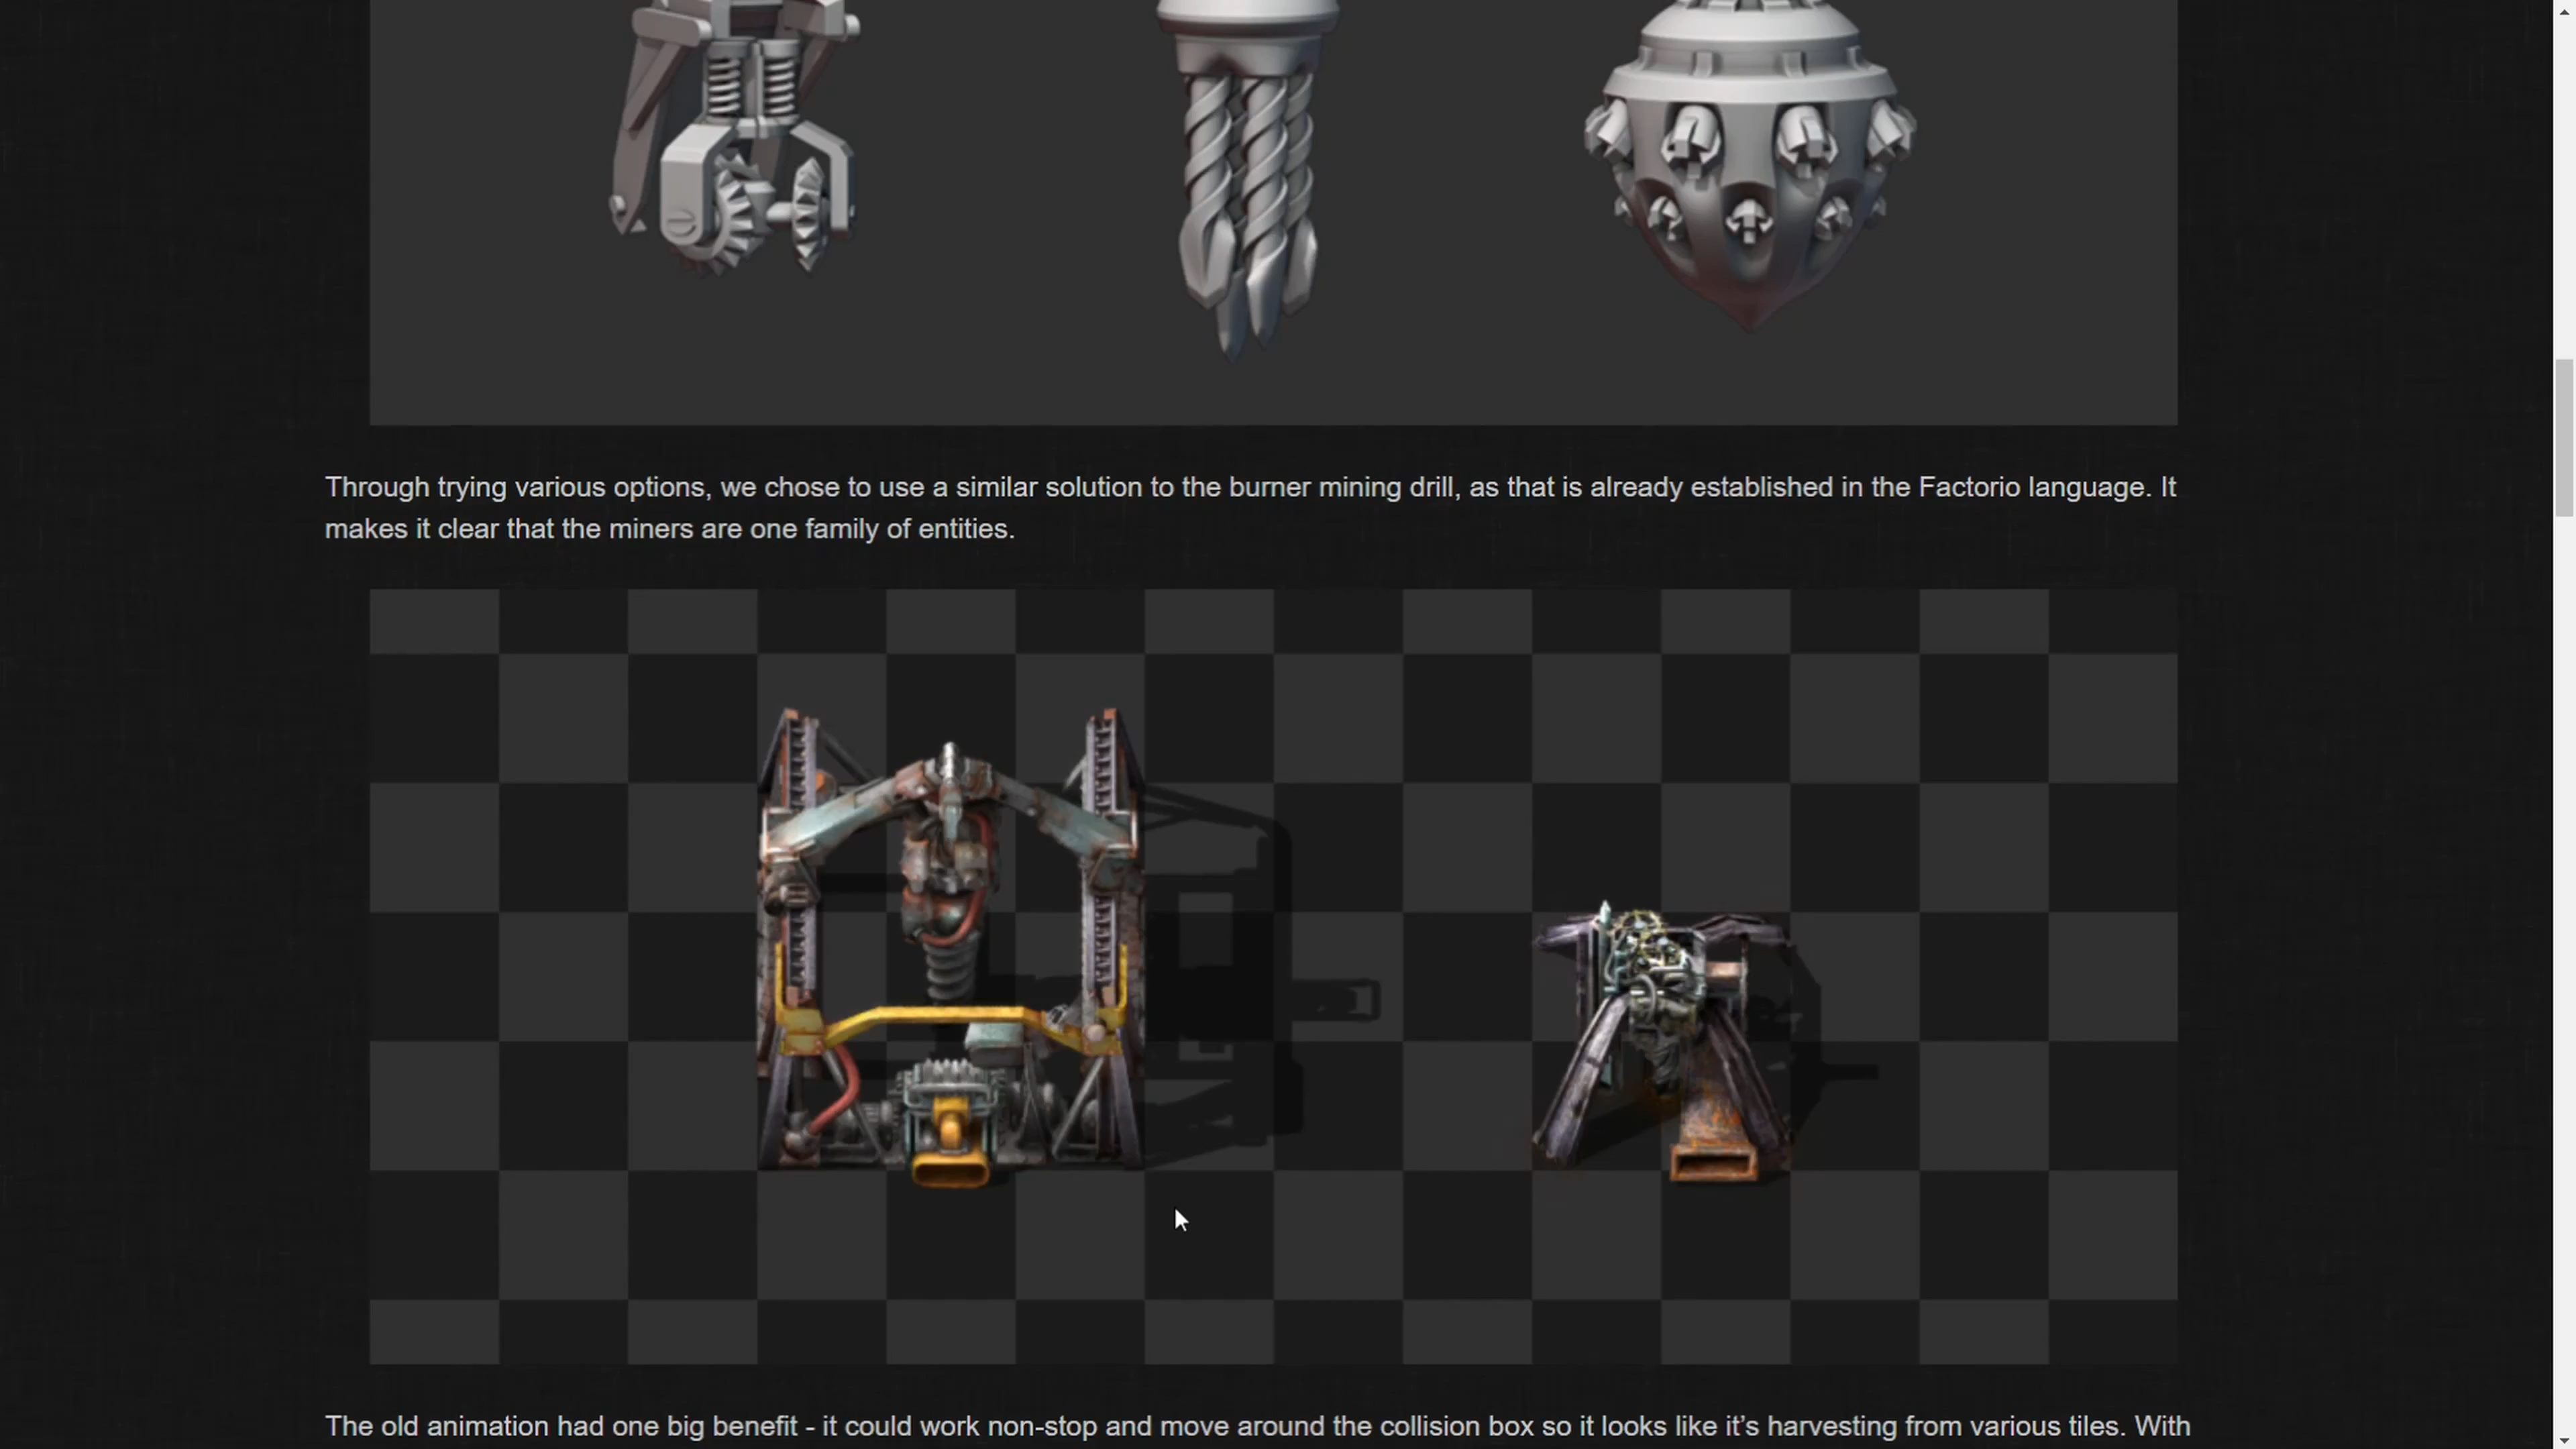 Through trying various options, we chose to use a similar solution to the burner mining drill, as that is already established in the Factorio language. It
makes it clear that the miners are one family of entities.
The old animation had one big benefit - it could work non-stop and move around the collision box so it looks like it’s harvesting from various tiles. With